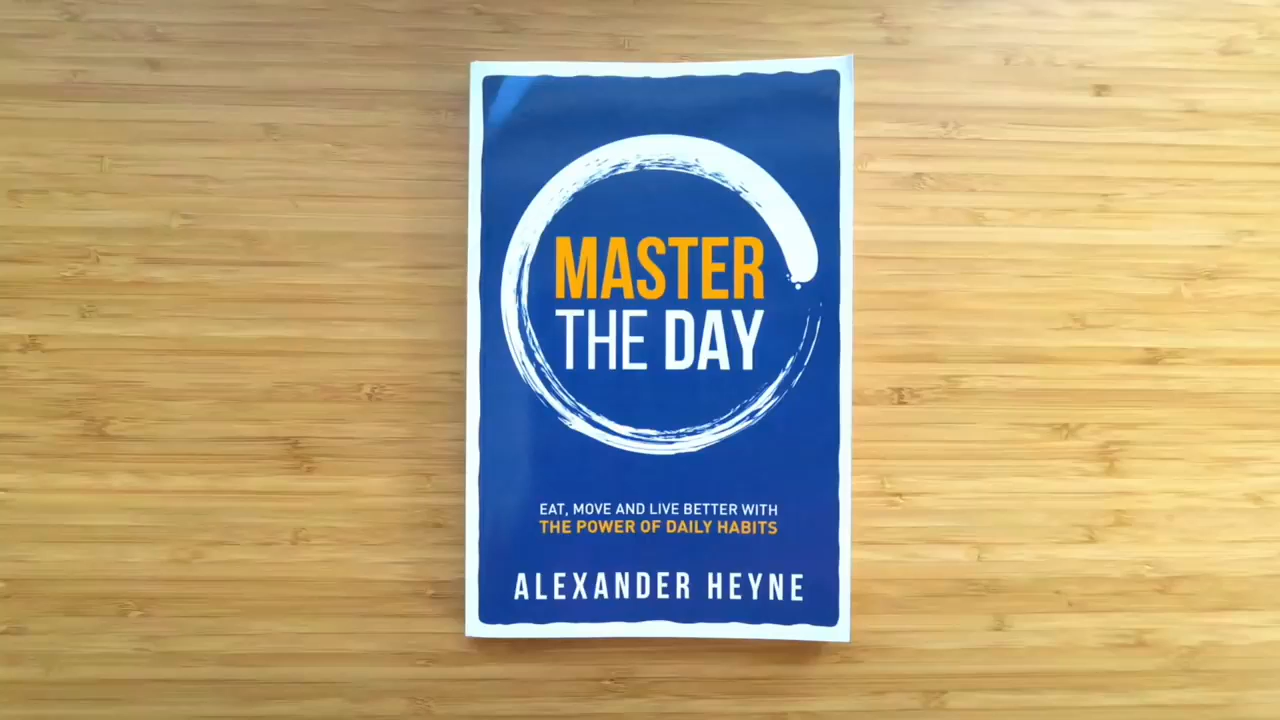 MASTER
THE DAY
EAT, MOVE AND LIVE BETTER WITH
THE POWER OF DAILY HABITS
ALEXANDER HEYNE